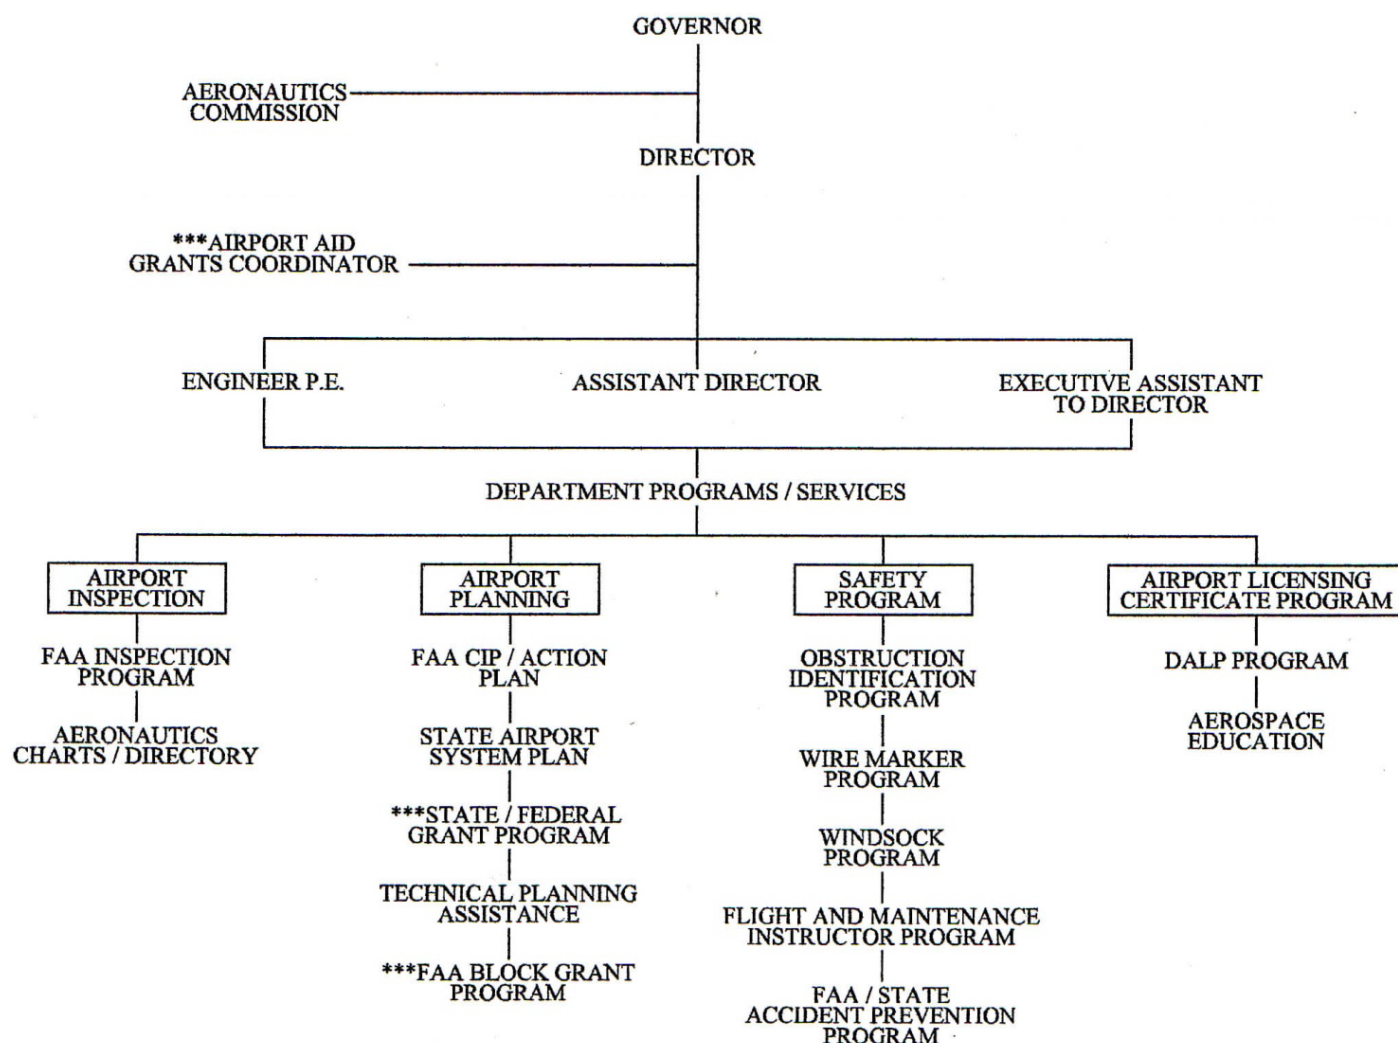 GOVERNOR
AERONAUTICS
COMMISSION
DIRECTOR
***AIRPORT AID
GRANTS COORDINATOR
ENGINEER P.E.
ASSISTANT DIRECTOR
EXECUTIVE ASSISTANT
TO DIRECTOR
DEPARTMENT PROGRAMS / SERVICES
AIRPORT
INSPECTION
FAA INSPECTION
PROGRAM
AERONAUTICS
CHARTS / DIRECTORY
AIRPORT
PLANNING
FAA CIP / ACTION
PLAN
STATE AIRPORT
SYSTEM PLAN
***STATE / FEDERAL
GRANT PROGRAM
TECHNICAL PLANNING
ASSISTANCE
***FAA BLOCK GRANT
PROGRAM
SAFETY
PROGRAM
OBSTRUCTION
IDENTIFICATION
PROGRAM
WIRE MARKER
PROGRAM
WINDSOCK
PROGRAM
FLIGHT AND MAINTENANCE
INSTRUCTOR PROGRAM
FAA / STATE
ACCIDENT PREVENTION
PROGRAM
AIRPORT LICENSING
CERTIFICATE PROGRAM
DALP PROGRAM
AEROSPACE
EDUCATION